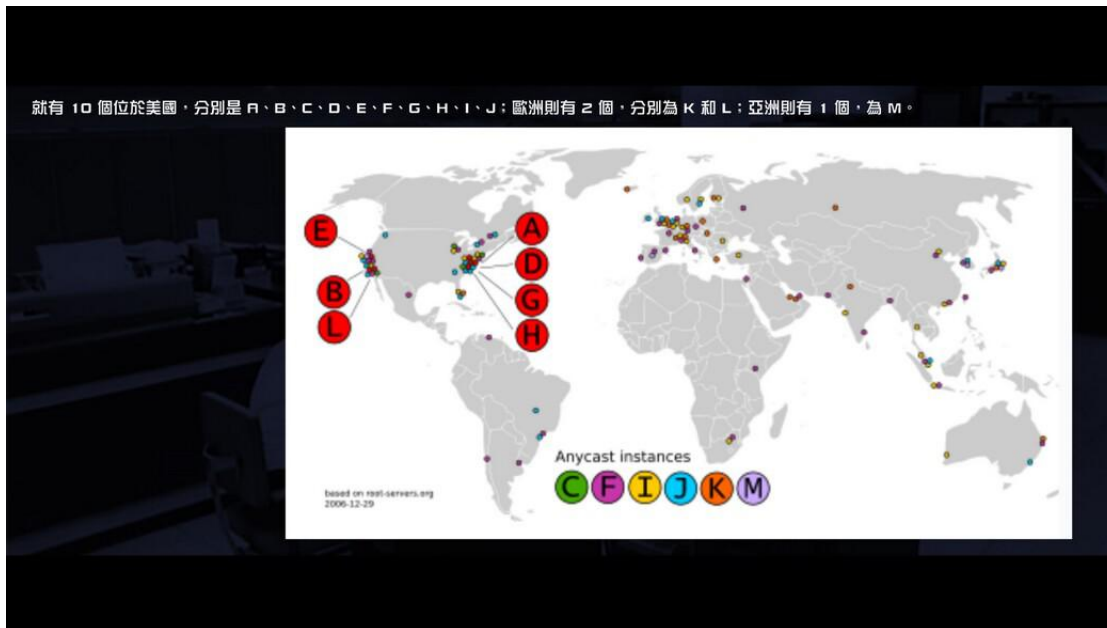 就有 10 個位於美國，分別是 A、B、C、D、E、F、G、H、I、J；歐洲則有 2 個，分別為 K 和 L；亞洲則有 1 個，為 M。
E
A
D
B
G
L
H
Anycast instances
C F I J K M
based on root-servers.org
2006-12-29